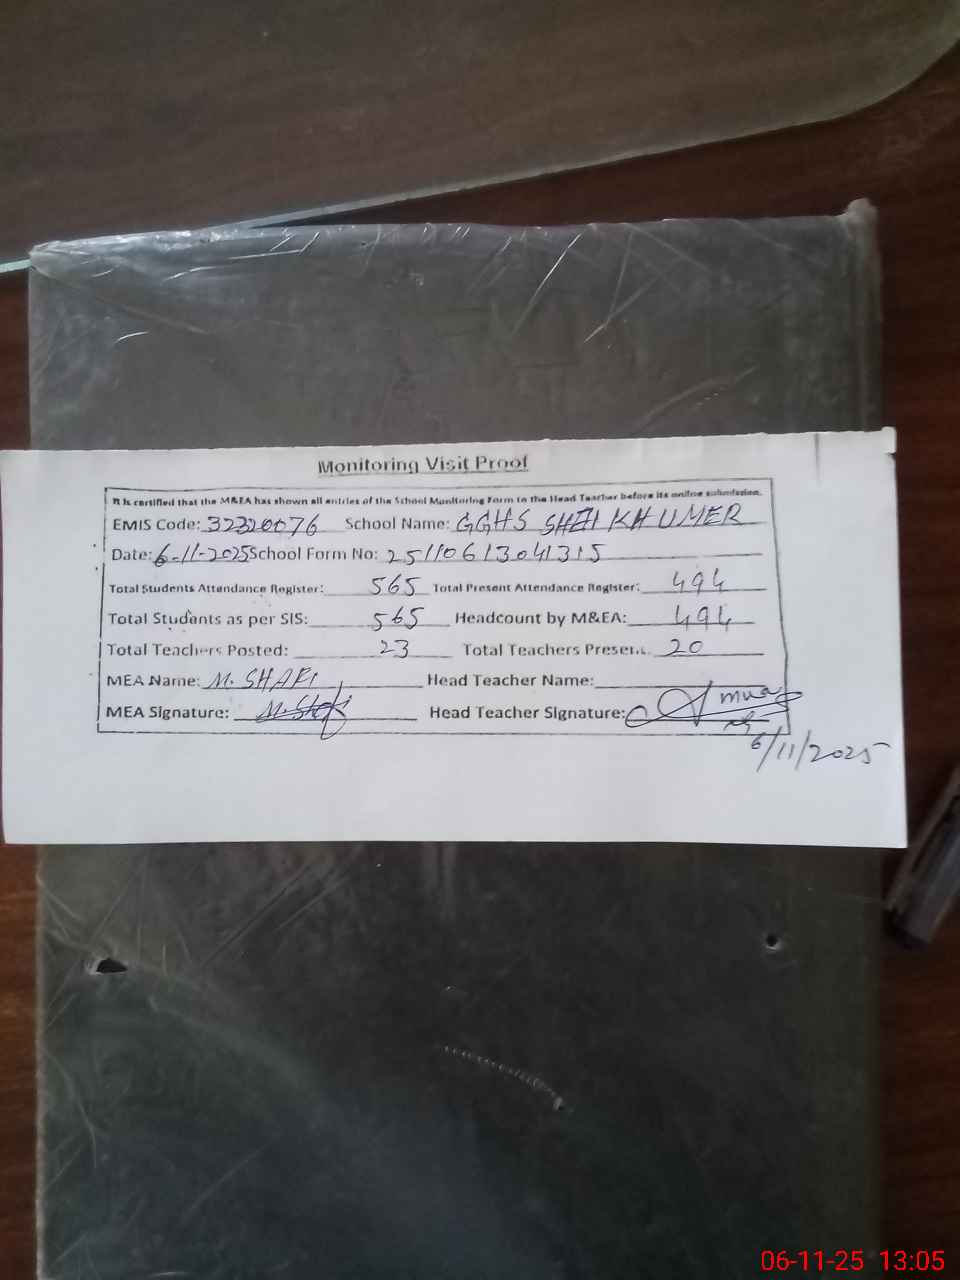 Monitoring Visit Proof
It is certified that the M&EA has shown all entries of the School Monitoring Form to the Head Teacher before its online submission.
EMIS Code: 32320076 School Name: GGHS SHEIKH UMER
Date: 6-11-2025 School Form No: 25110613041315
Total Students Attendance Register: 565 Total Present Attendance Register: 494
Total Students as per SIS: 565 Headcount by M&EA: 494
Total Teachers Posted: 23 Total Teachers Present: 20
MEA Name: M. SHAFI Head Teacher Name:
MEA Signature: M. Shafi Head Teacher Signature:
6/11/2025
06-11-25 13:05